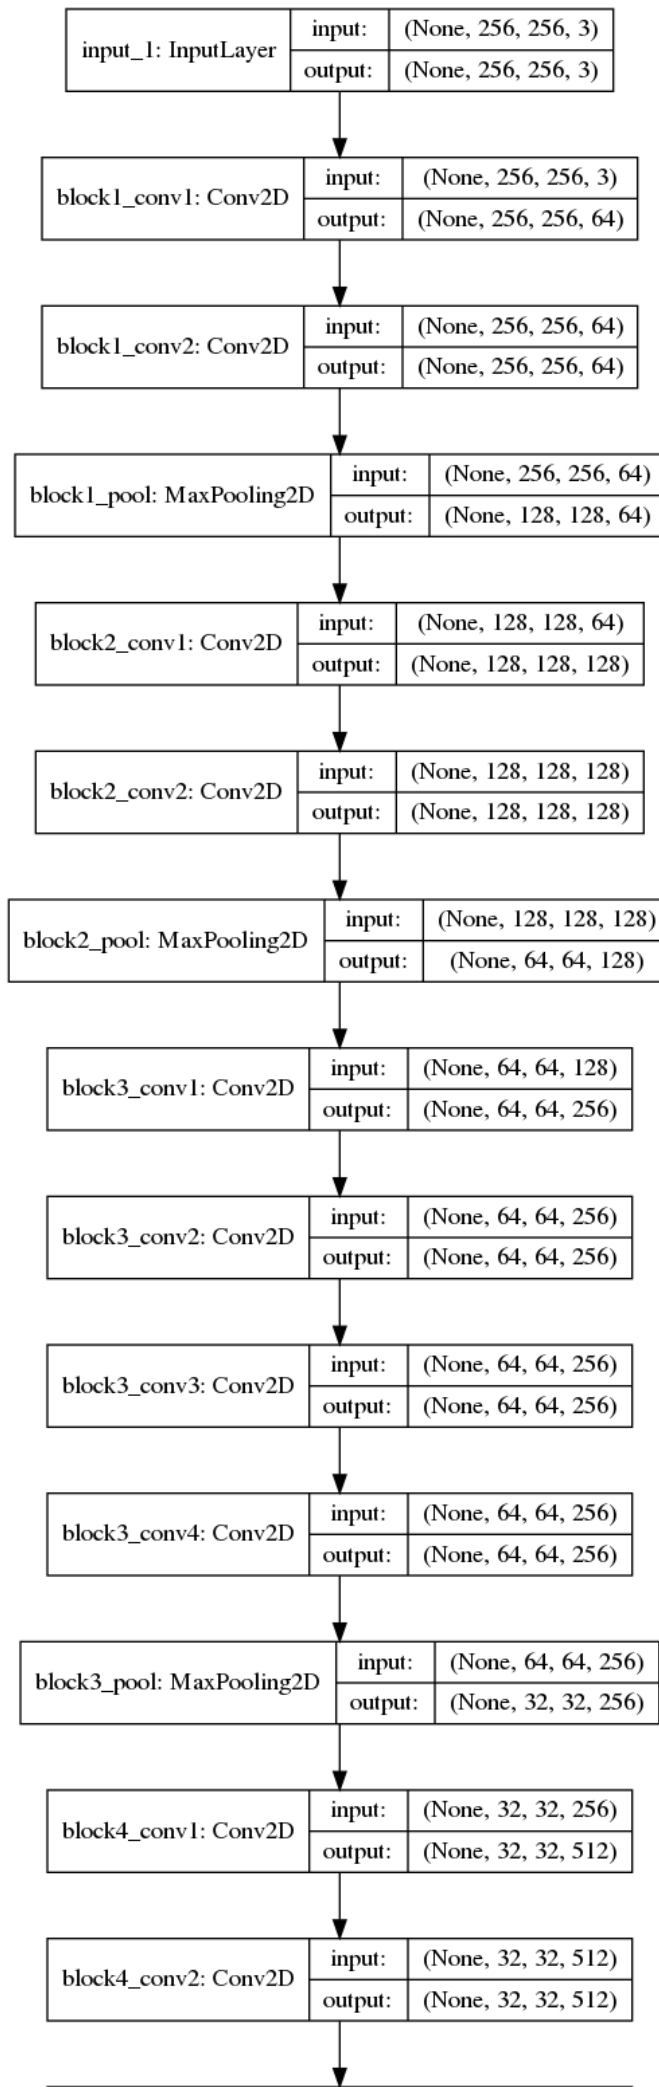 input_1: InputLayer
input: (None, 256, 256, 3)
output: (None, 256, 256, 3)
block1_conv1: Conv2D
input: (None, 256, 256, 3)
output: (None, 256, 256, 64)
block1_conv2: Conv2D
input: (None, 256, 256, 64)
output: (None, 256, 256, 64)
block1_pool: MaxPooling2D
input: (None, 256, 256, 64)
output: (None, 128, 128, 64)
block2_conv1: Conv2D
input: (None, 128, 128, 64)
output: (None, 128, 128, 128)
block2_conv2: Conv2D
input: (None, 128, 128, 128)
output: (None, 128, 128, 128)
block2_pool: MaxPooling2D
input: (None, 128, 128, 128)
output: (None, 64, 64, 128)
block3_conv1: Conv2D
input: (None, 64, 64, 128)
output: (None, 64, 64, 256)
block3_conv2: Conv2D
input: (None, 64, 64, 256)
output: (None, 64, 64, 256)
block3_conv3: Conv2D
input: (None, 64, 64, 256)
output: (None, 64, 64, 256)
block3_conv4: Conv2D
input: (None, 64, 64, 256)
output: (None, 64, 64, 256)
block3_pool: MaxPooling2D
input: (None, 64, 64, 256)
output: (None, 32, 32, 256)
block4_conv1: Conv2D
input: (None, 32, 32, 256)
output: (None, 32, 32, 512)
block4_conv2: Conv2D
input: (None, 32, 32, 512)
output: (None, 32, 32, 512)